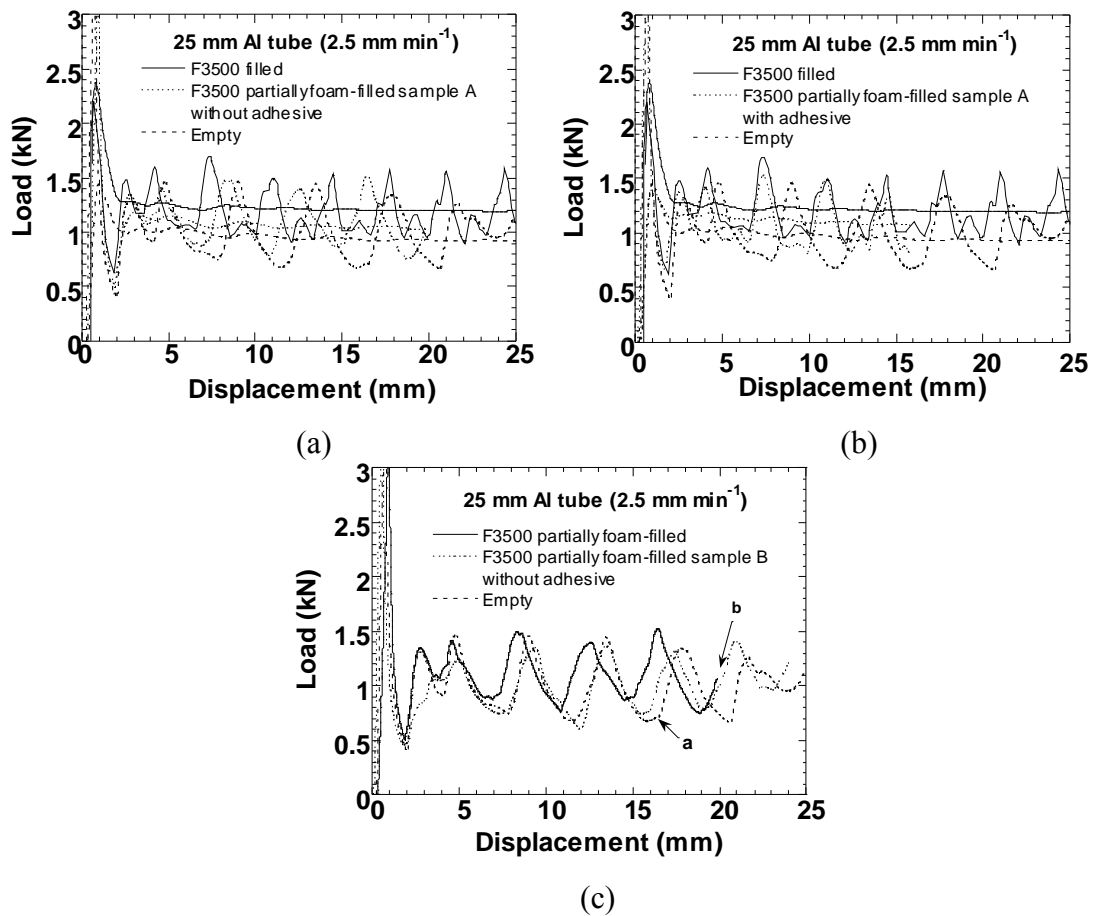 3
2.5
2
1.5
1
0.5
0
Load (kN)
25 mm Al tube (2.5 mm min-1)
F3500 filled
F3500 partially foam-filled sample A
without adhesive
Empty
0 5 10 15 20 25
Displacement (mm)
(a)
3
2.5
2
1.5
1
0.5
0
Load (kN)
25 mm Al tube (2.5 mm min-1)
F3500 filled
F3500 partially foam-filled sample A
with adhesive
Empty
0 5 10 15 20 25
Displacement (mm)
(b)
3
2.5
2
1.5
1
0.5
0
Load (kN)
25 mm Al tube (2.5 mm min-1)
F3500 partially foam-filled
F3500 partially foam-filled sample B
without adhesive
Empty
b
a
0 5 10 15 20 25
Displacement (mm)
(c)